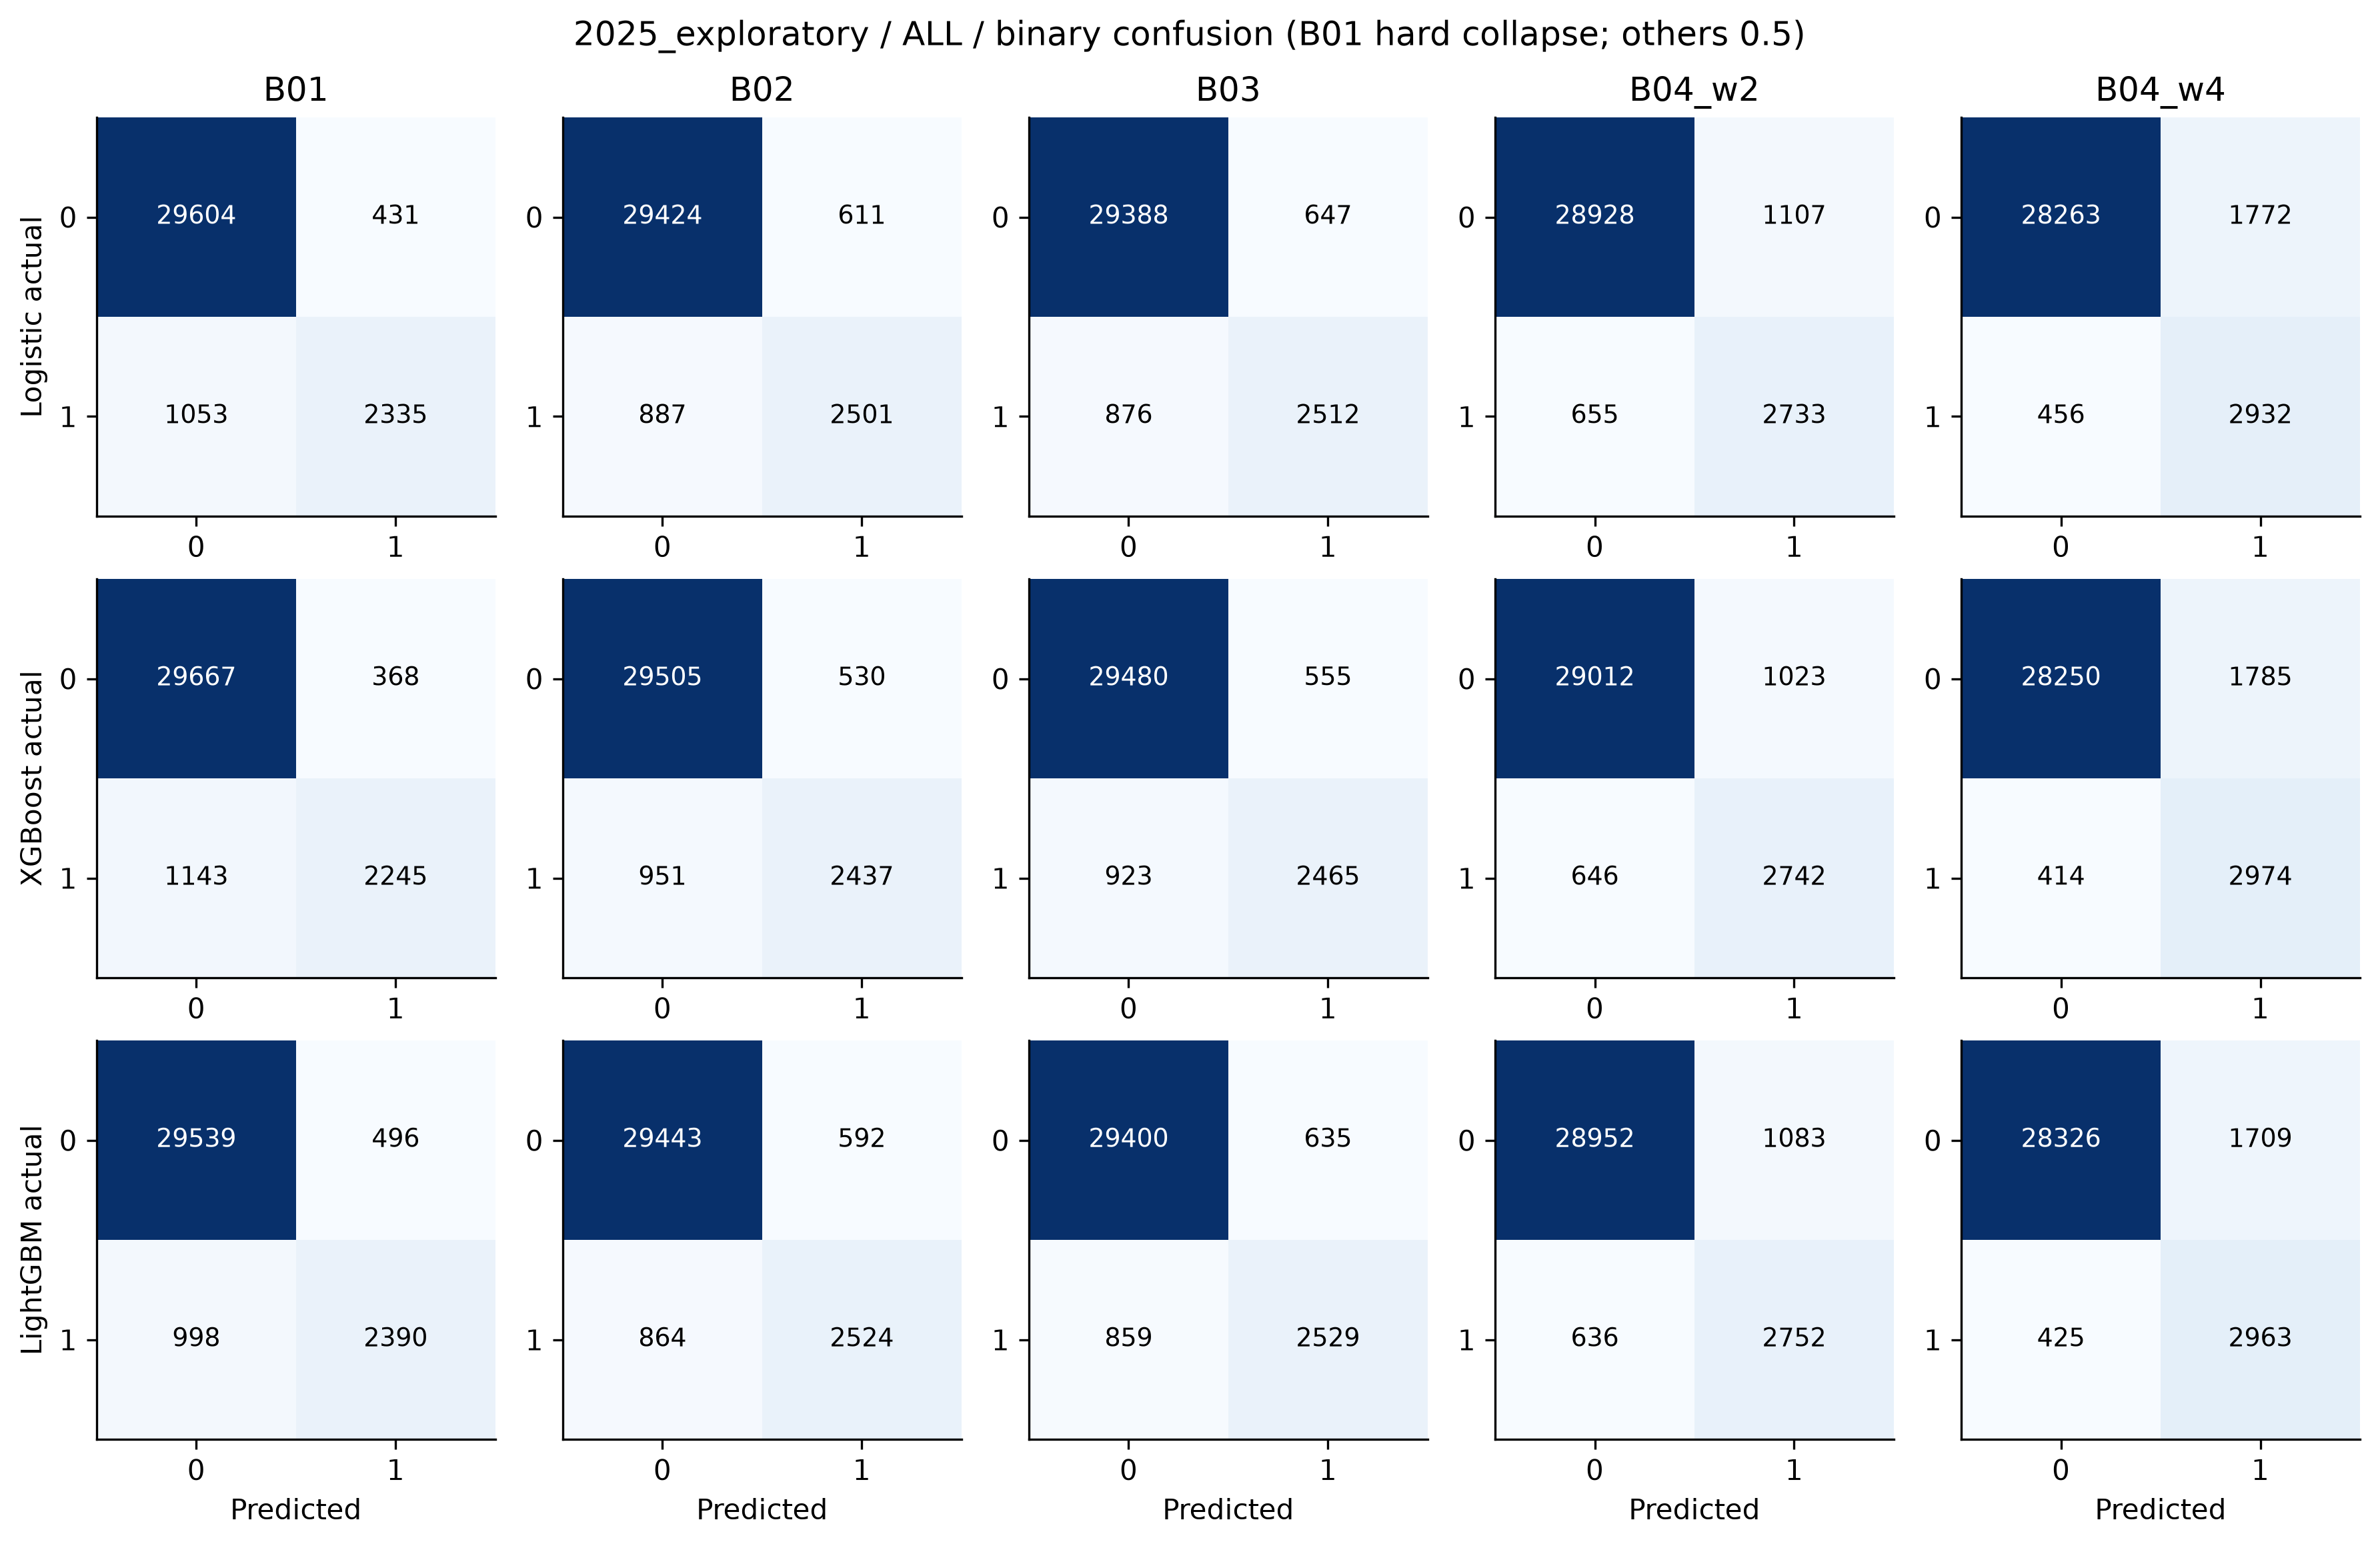 2025_exploratory / ALL / binary confusion (B01 hard collapse; others 0.5)
B01 B02 B03 B04_w2 B04_w4
Logistic actual
0 29604 431 0 29424 611 0 29388 647 0 28928 1107 0 28263 1772
1 1053 2335 1 887 2501 1 876 2512 1 655 2733 1 456 2932
0 1 0 1 0 1 0 1 0 1
XGBoost actual
0 29667 368 0 29505 530 0 29480 555 0 29012 1023 0 28250 1785
1 1143 2245 1 951 2437 1 923 2465 1 646 2742 1 414 2974
0 1 0 1 0 1 0 1 0 1
LightGBM actual
0 29539 496 0 29443 592 0 29400 635 0 28952 1083 0 28326 1709
1 998 2390 1 864 2524 1 859 2529 1 636 2752 1 425 2963
0 1 0 1 0 1 0 1 0 1
Predicted Predicted Predicted Predicted Predicted